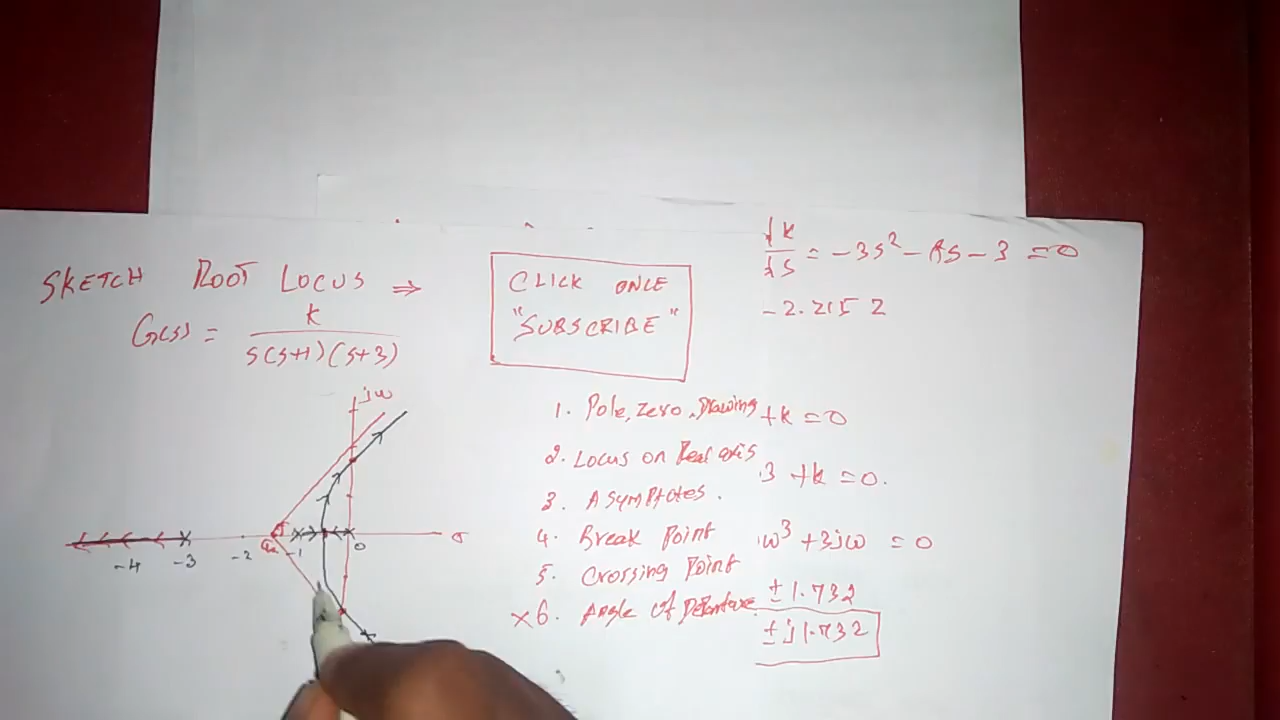 SKETCH ROOT LOCUS ⇒
G(s) = k / s(s+1)(s+3)
CLICK ONCE
"SUBSCRIBE"
dk/ds = -3s² - 8s - 3 = 0
-2.2152
jω
σ
-4 -3 -2 -1 0
1. Pole, Zero, Drawing
2. Locus on Real axis
3. Asymptotes.
4. Break Point
5. Crossing Point
×6. Angle of
+k = 0
3 + k = 0.
ω³ + 3jω = 0
± 1.732
± j1.732